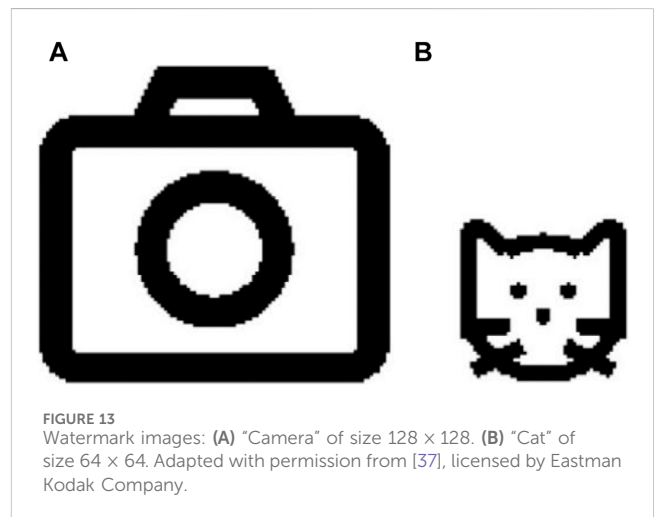 A B
FIGURE 13
Watermark images: (A) “Camera” of size 128 × 128. (B) “Cat” of
size 64 × 64. Adapted with permission from [37], licensed by Eastman
Kodak Company.